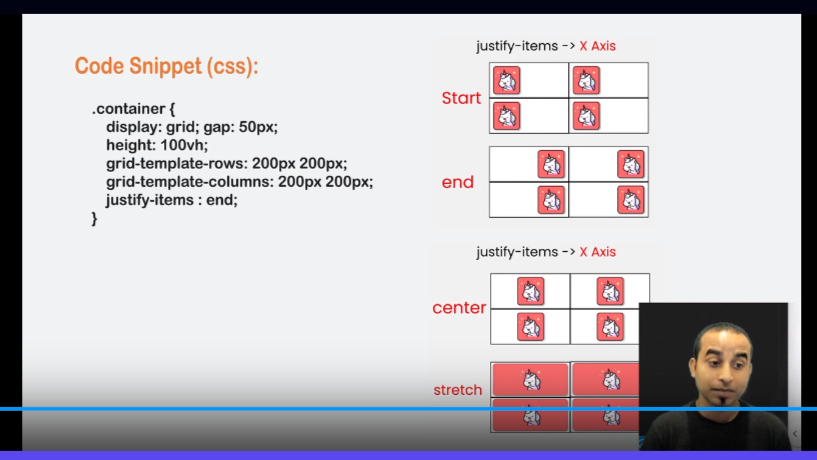 Code Snippet (css):
.container {
display: grid; gap: 50px;
height: 100vh;
grid-template-rows: 200px 200px;
grid-template-columns: 200px 200px;
justify-items : end;
}
justify-items -> X Axis
Start
end
justify-items -> X Axis
center
stretch